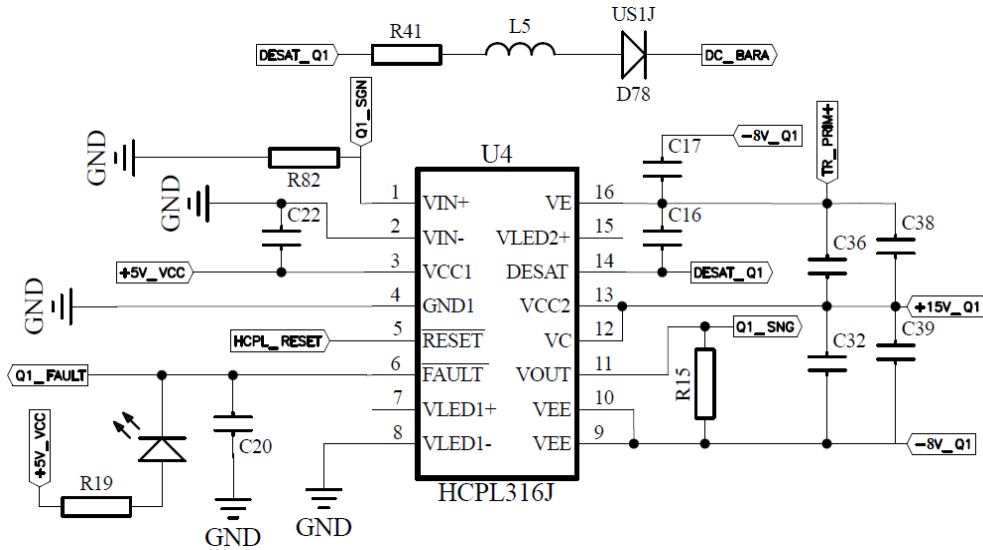 US1J
R41
L5
DESAT_Q1
DC_BARA
D78
Q1_SGN
TR_PRIM+
GND
R82
U4
C17
-8V_Q1
1 VIN+
VE 16
GND
C22
2 VIN-
VLED2+ 15
C16
C36
C38
+5V_VCC
3 VCC1
DESAT 14
DESAT_Q1
GND
4 GND1
VCC2 13
+15V_Q1
HCPL_RESET
5 RESET
VC 12
Q1_SNG
C32
C39
Q1_FAULT
6 FAULT
VOUT 11
R15
7 VLED1+
VEE 10
+5V_VCC
C20
8 VLED1-
VEE 9
-8V_Q1
R19
HCPL316J
GND
GND